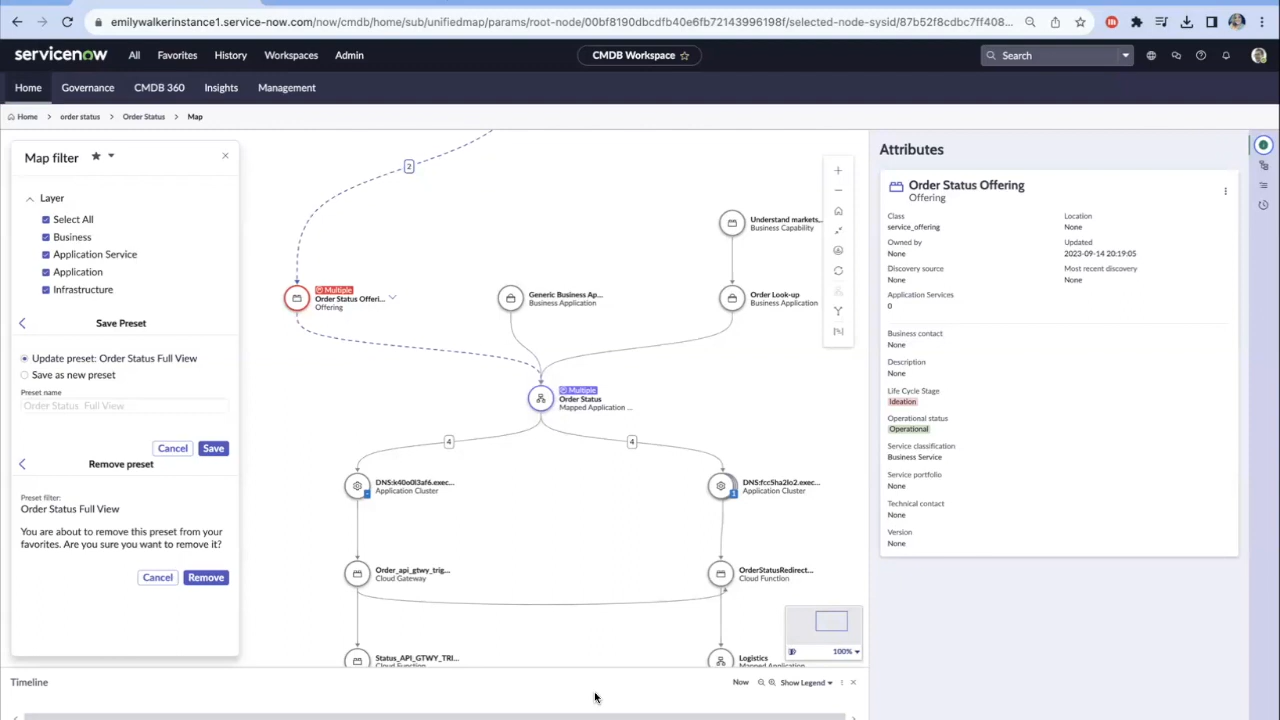 emilywalkerinstance1.service-now.com/now/cmdb/home/sub/unifiedmap/params/root-node/00bf8190dbcdfb40e6fb72143996198f/selected-node-sysid/87b52f8cdbc7ff408...
servicenow
All
Favorites
History
Workspaces
Admin
CMDB Workspace
Search
Home
Governance
CMDB 360
Insights
Management
Home > order status > Order Status > Map
Map filter
Layer
Select All
Business
Application Service
Application
Infrastructure
Save Preset
Update preset: Order Status Full View
Save as new preset
Preset name
Order Status Full View
Cancel
Save
Remove preset
Preset filter:
Order Status Full View
You are about to remove this preset from your
favorites. Are you sure you want to remove it?
Cancel
Remove
2
Understand markets,..
Business Capability
Multiple
Order Status Offeri...
Offering
Generic Business Ap...
Business Application
Order Look-up
Business Application
Multiple
Order Status
Mapped Application ...
4
4
DNS:k40o0l3af6.exec...
Application Cluster
DNS:fcc5ha2lo2.exec...
Application Cluster
1
Order_api_gtwy_trig...
Cloud Gateway
OrderStatusRedirect...
Cloud Function
Status_API_GTWY_TRI...
Cloud Function
Logistics
Mapped Application
100%
Timeline
Now
Show Legend
Attributes
Order Status Offering
Offering
Class
service_offering
Location
None
Owned by
None
Updated
2023-09-14 20:19:05
Discovery source
None
Most recent discovery
None
Application Services
0
Business contact
None
Description
None
Life Cycle Stage
Ideation
Operational status
Operational
Service classification
Business Service
Service portfolio
None
Technical contact
None
Version
None